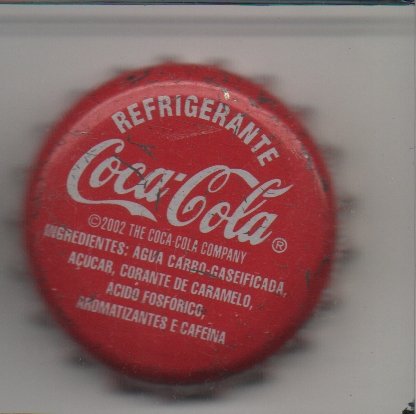 REFRIGERANTE
Coca-Cola®
©2002 THE COCA-COLA COMPANY
INGREDIENTES: AGUA CARBO-GASEIFICADA,
AÇUCAR, CORANTE DE CARAMELO,
ACIDO FOSFÓRICO,
AROMATIZANTES E CAFEINA